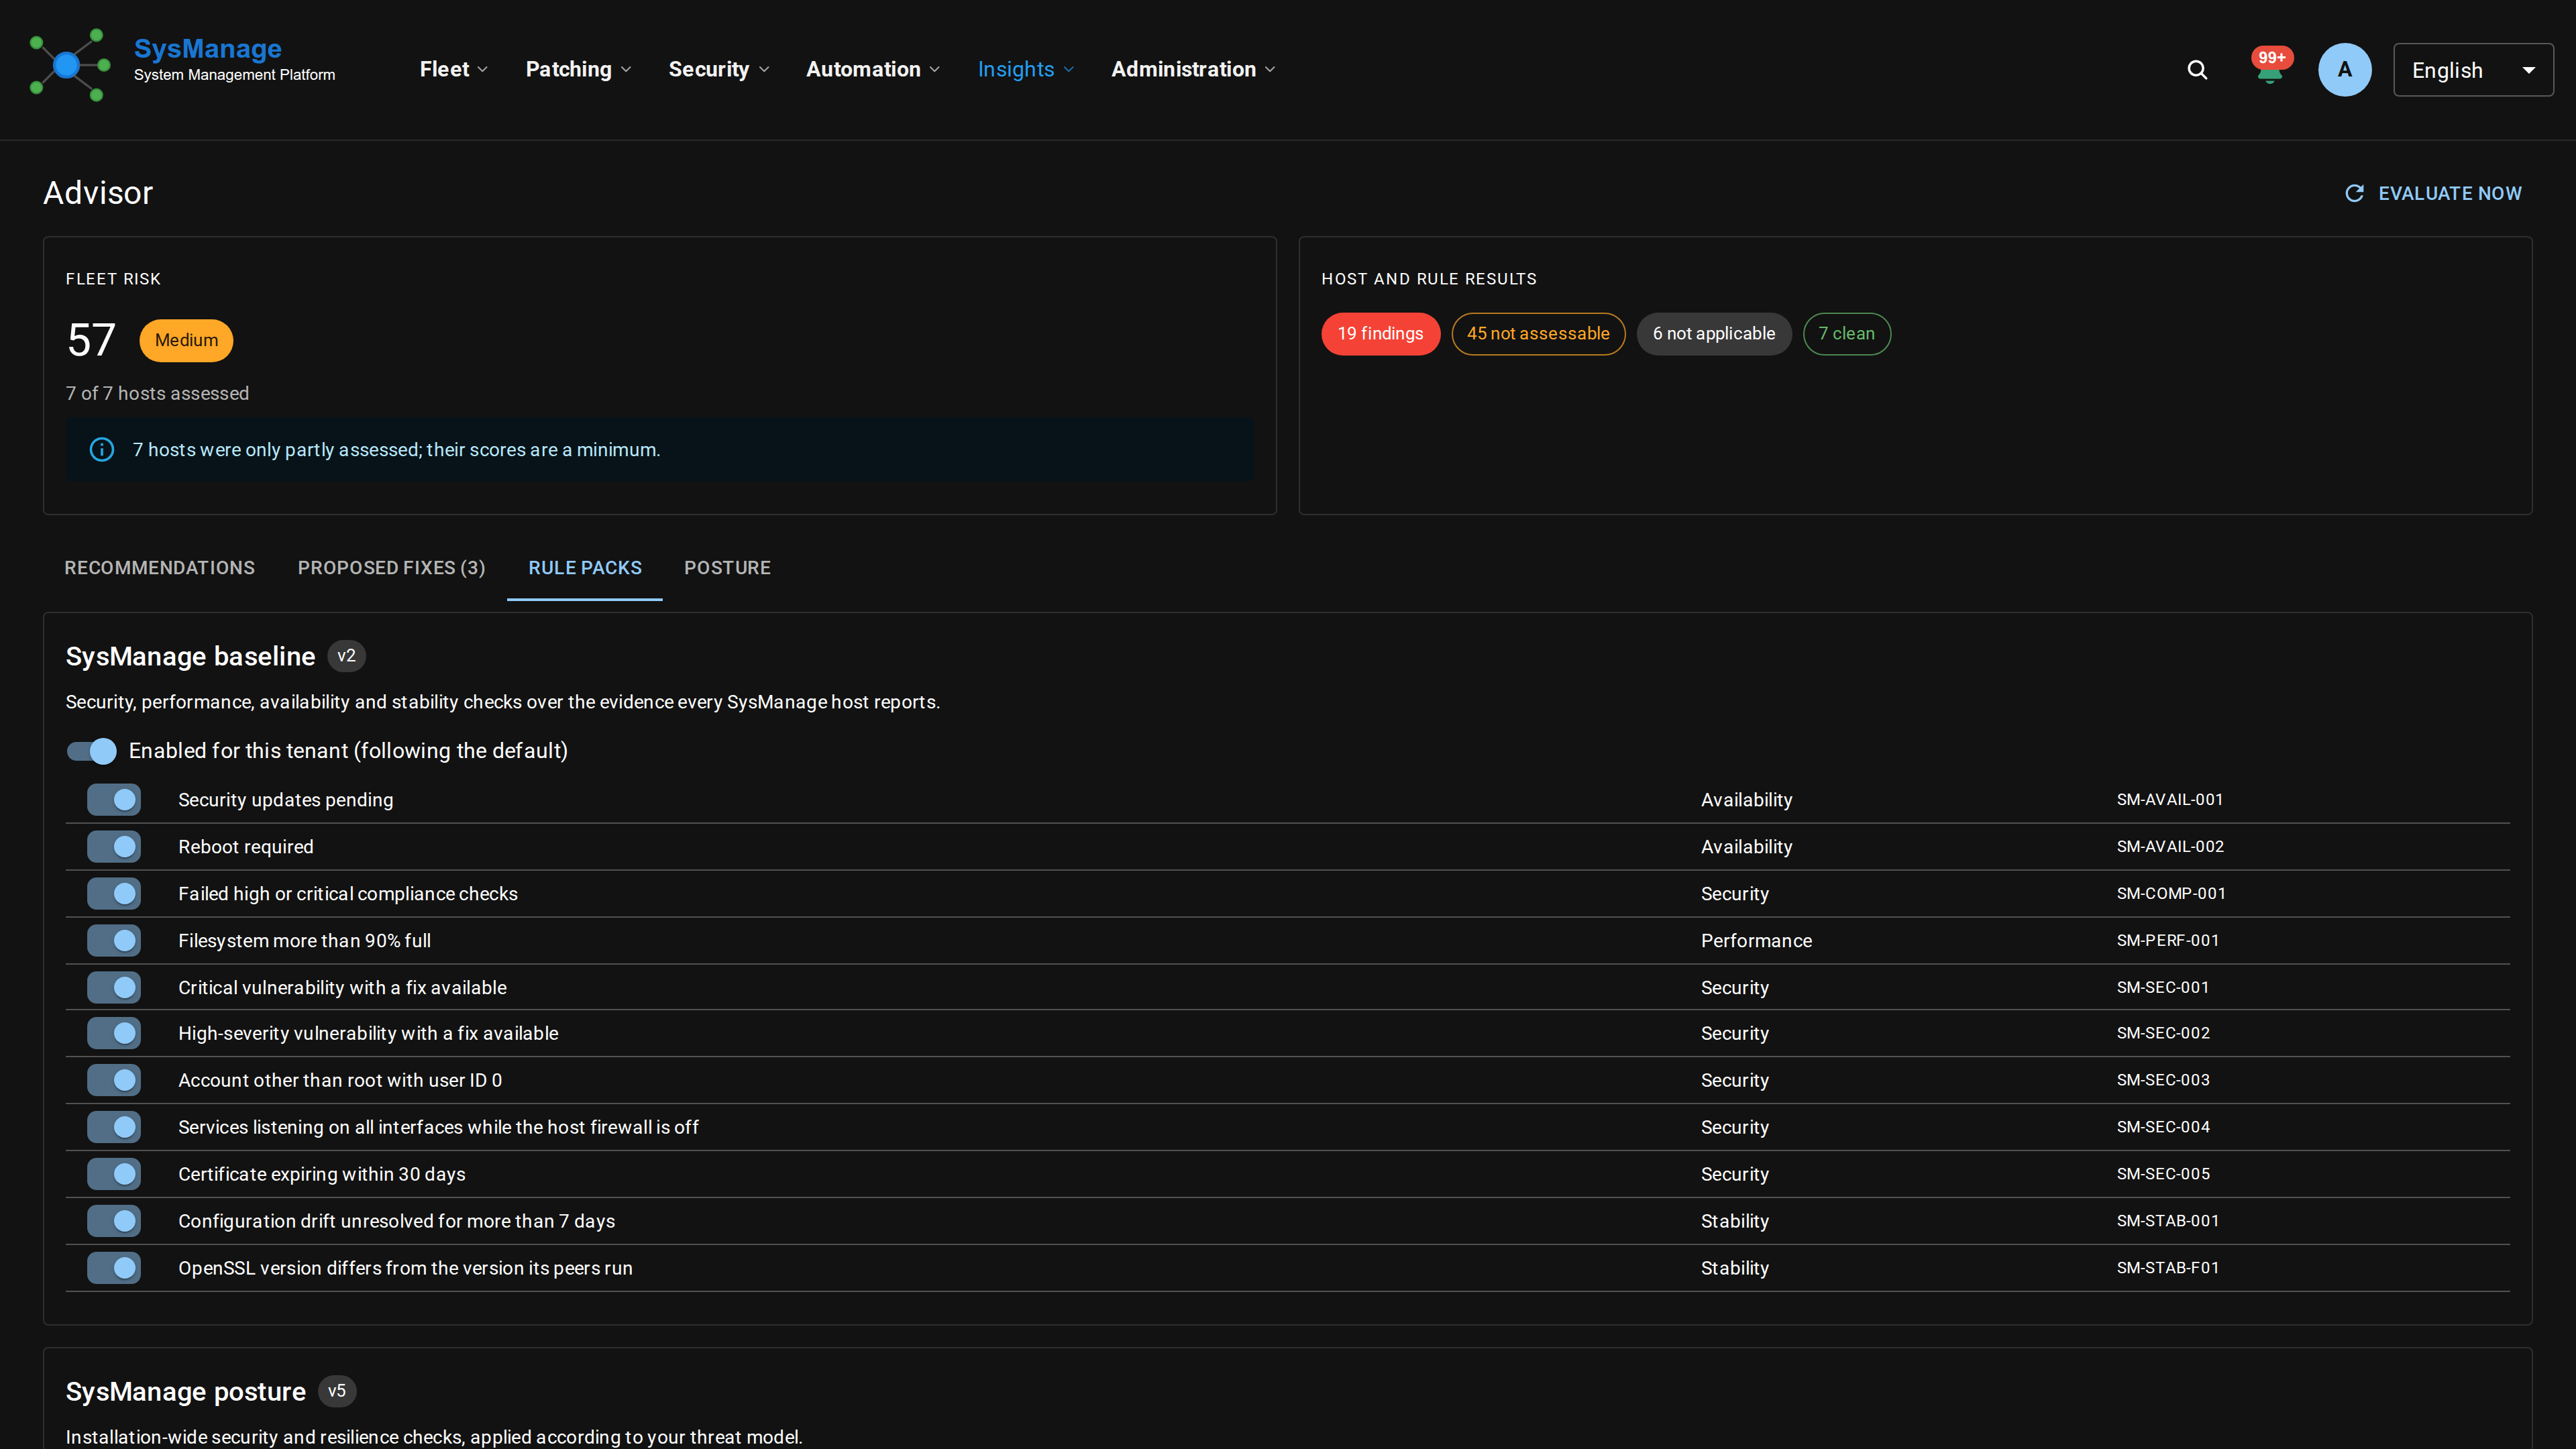 SysManage
System Management Platform
Fleet
Patching
Security
Automation
Insights
Administration
99+
A
English
Advisor
EVALUATE NOW
FLEET RISK
57
Medium
7 of 7 hosts assessed
7 hosts were only partly assessed; their scores are a minimum.
HOST AND RULE RESULTS
19 findings
45 not assessable
6 not applicable
7 clean
RECOMMENDATIONS
PROPOSED FIXES (3)
RULE PACKS
POSTURE
SysManage baseline v2
Security, performance, availability and stability checks over the evidence every SysManage host reports.
Enabled for this tenant (following the default)
Security updates pending Availability SM-AVAIL-001
Reboot required Availability SM-AVAIL-002
Failed high or critical compliance checks Security SM-COMP-001
Filesystem more than 90% full Performance SM-PERF-001
Critical vulnerability with a fix available Security SM-SEC-001
High-severity vulnerability with a fix available Security SM-SEC-002
Account other than root with user ID 0 Security SM-SEC-003
Services listening on all interfaces while the host firewall is off Security SM-SEC-004
Certificate expiring within 30 days Security SM-SEC-005
Configuration drift unresolved for more than 7 days Stability SM-STAB-001
OpenSSL version differs from the version its peers run Stability SM-STAB-F01
SysManage posture v5
Installation-wide security and resilience checks, applied according to your threat model.